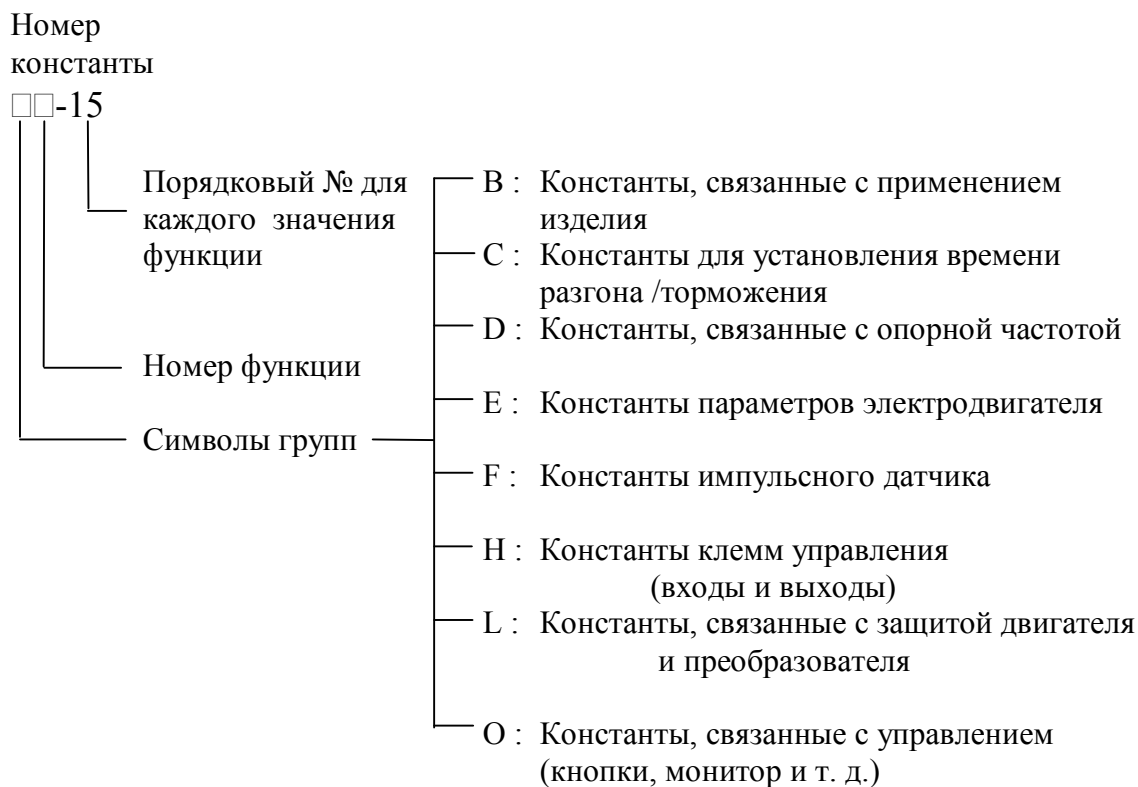 Номер
константы
□□-15
Порядковый № для
каждого значения
функции
Номер функции
Символы групп
B : Константы, связанные с применением
изделия
C : Константы для установления времени
разгона /торможения
D : Константы, связанные с опорной частотой
E : Константы параметров электродвигателя
F : Константы импульсного датчика
H : Константы клемм управления
(входы и выходы)
L : Константы, связанные с защитой двигателя
и преобразователя
O : Константы, связанные с управлением
(кнопки, монитор и т. д.)